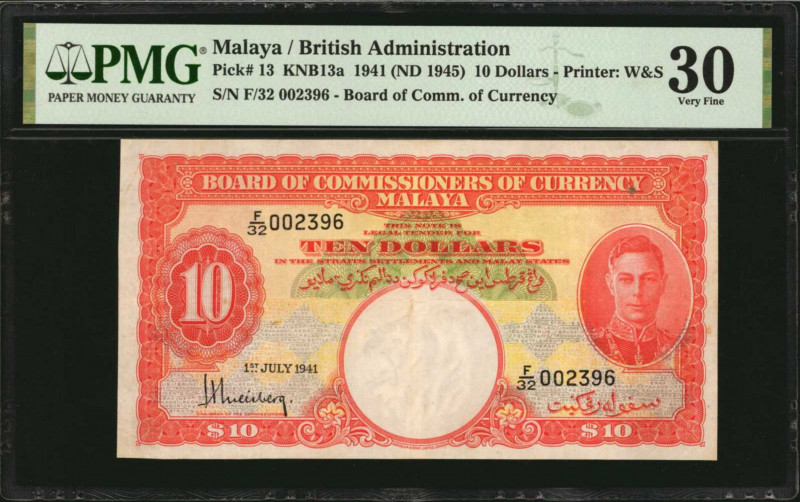 PMG®
PAPER MONEY GUARANTY
Malaya / British Administration
Pick# 13 KNB13a 1941 (ND 1945) 10 Dollars - Printer: W&S
S/N F/32 002396 - Board of Comm. of Currency
30
Very Fine
BOARD OF COMMISSIONERS OF CURRENCY
MALAYA
F/32 002396
THIS NOTE IS
LEGAL TENDER FOR
TEN DOLLARS
IN THE STRAITS SETTLEMENTS AND MALAY STATES
10
1ST JULY 1941
F/32 002396
سڤوله رڠݢيت
$10
$10